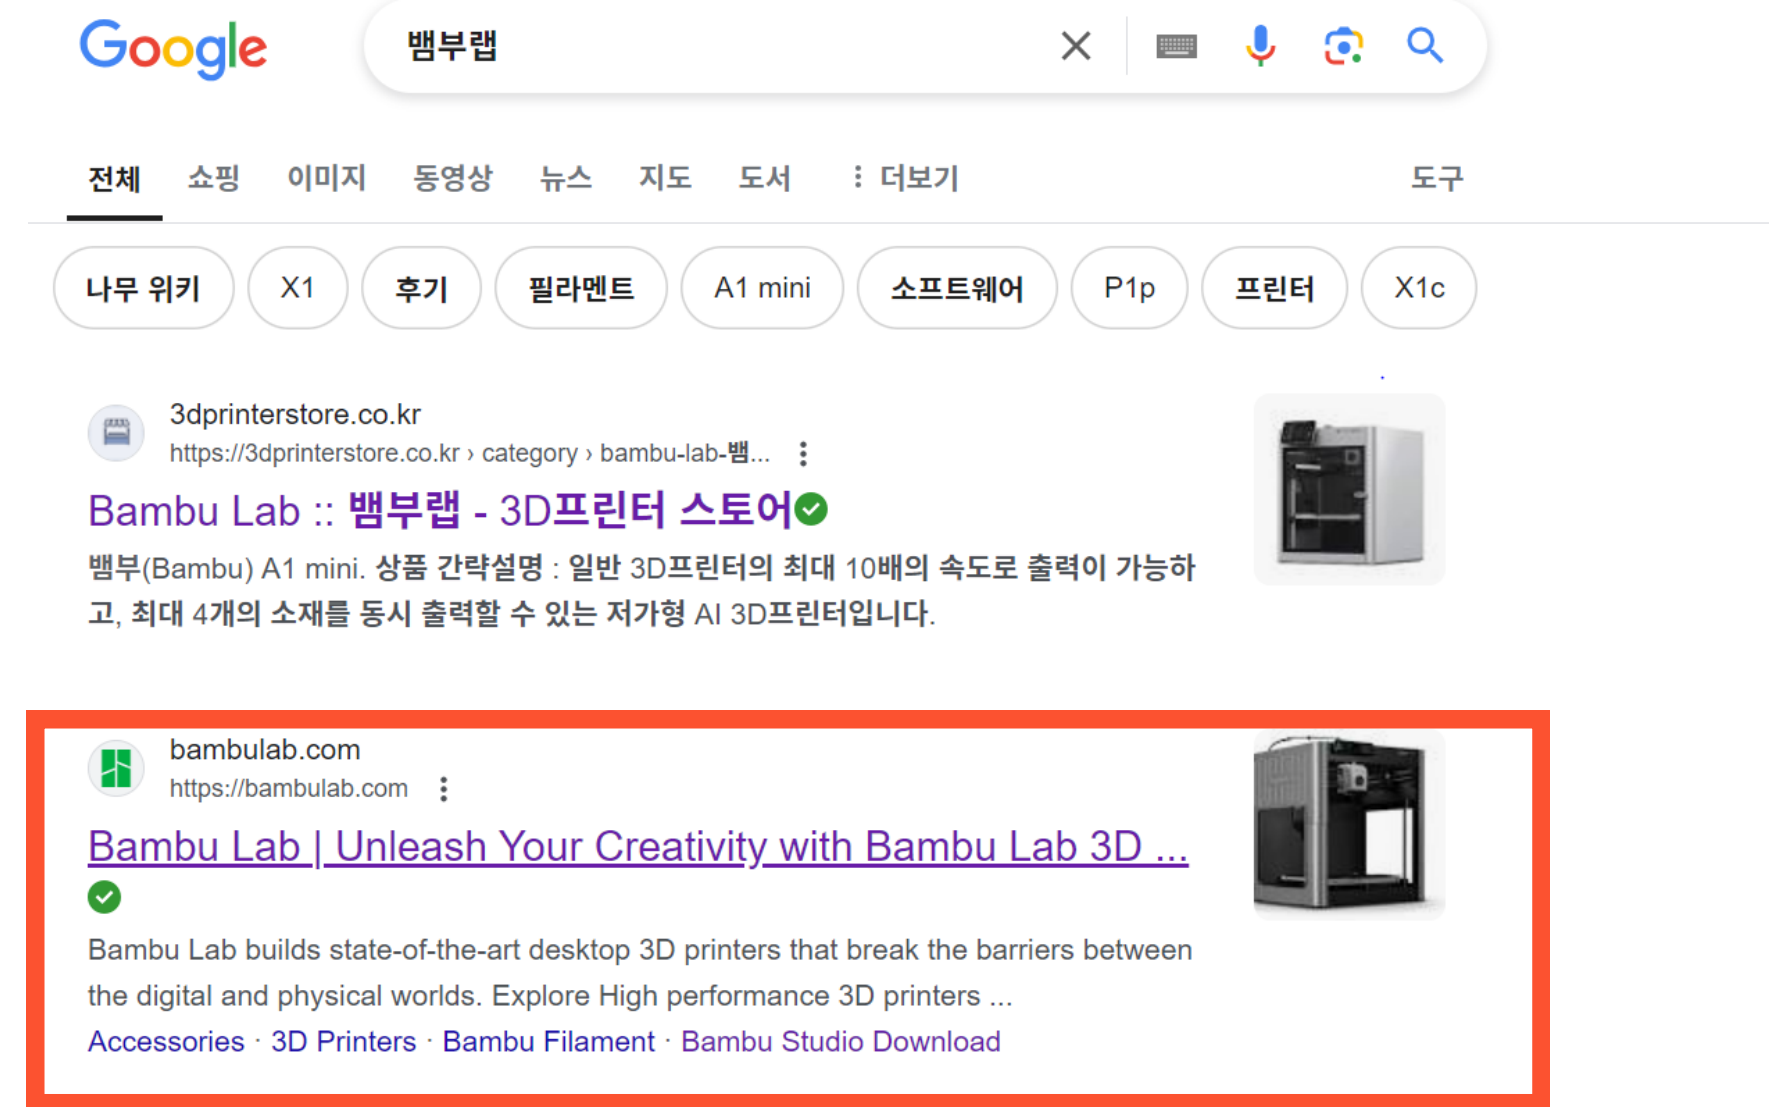 Google
뱀부랩
전체 쇼핑 이미지 동영상 뉴스 지도 도서 더보기 도구
나무 위키 X1 후기 필라멘트 A1 mini 소프트웨어 P1p 프린터 X1c
3dprinterstore.co.kr
https://3dprinterstore.co.kr › category › bambu-lab-뱀...
Bambu Lab :: 뱀부랩 - 3D프린터 스토어
뱀부(Bambu) A1 mini. 상품 간략설명 : 일반 3D프린터의 최대 10배의 속도로 출력이 가능하
고, 최대 4개의 소재를 동시 출력할 수 있는 저가형 AI 3D프린터입니다.
bambulab.com
https://bambulab.com
Bambu Lab | Unleash Your Creativity with Bambu Lab 3D ...
Bambu Lab builds state-of-the-art desktop 3D printers that break the barriers between
the digital and physical worlds. Explore High performance 3D printers ...
Accessories · 3D Printers · Bambu Filament · Bambu Studio Download